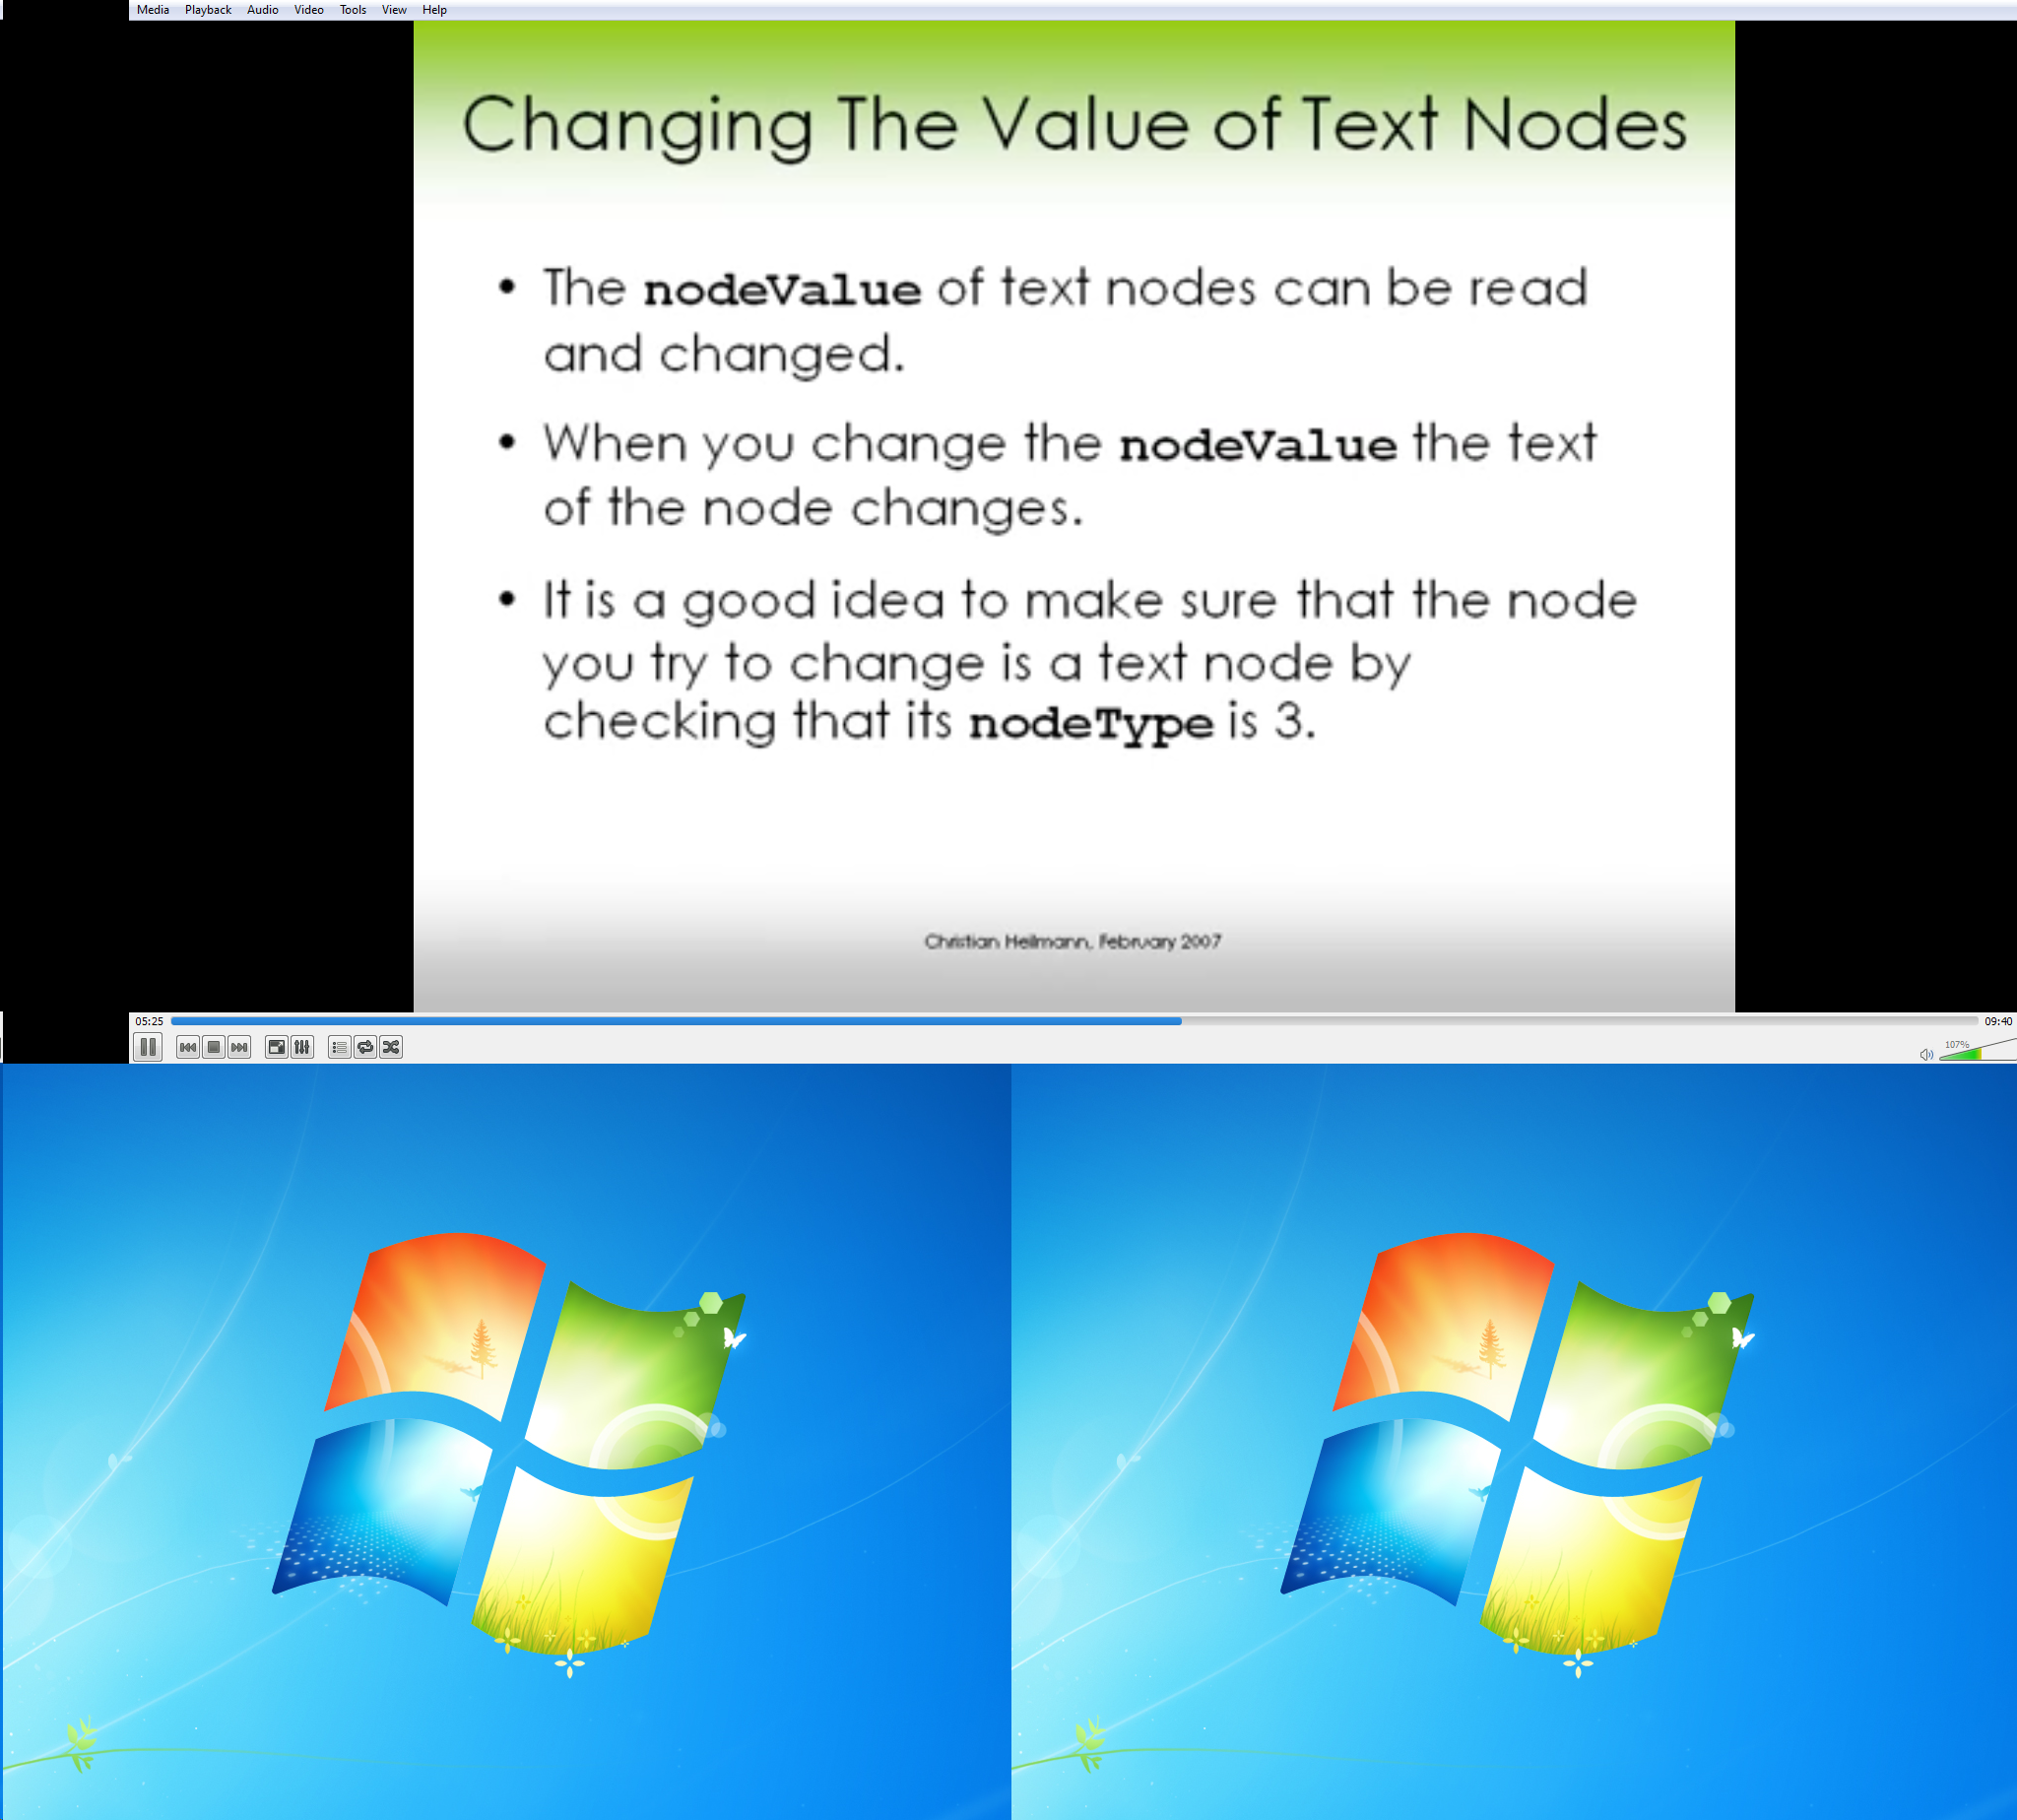 Media Playback Audio Video Tools View Help
Changing The Value of Text Nodes
• The nodeValue of text nodes can be read
and changed.
• When you change the nodeValue the text
of the node changes.
• It is a good idea to make sure that the node
you try to change is a text node by
checking that its nodeType is 3.
Christian Heilmann, February 2007
05:25 09:40
107%